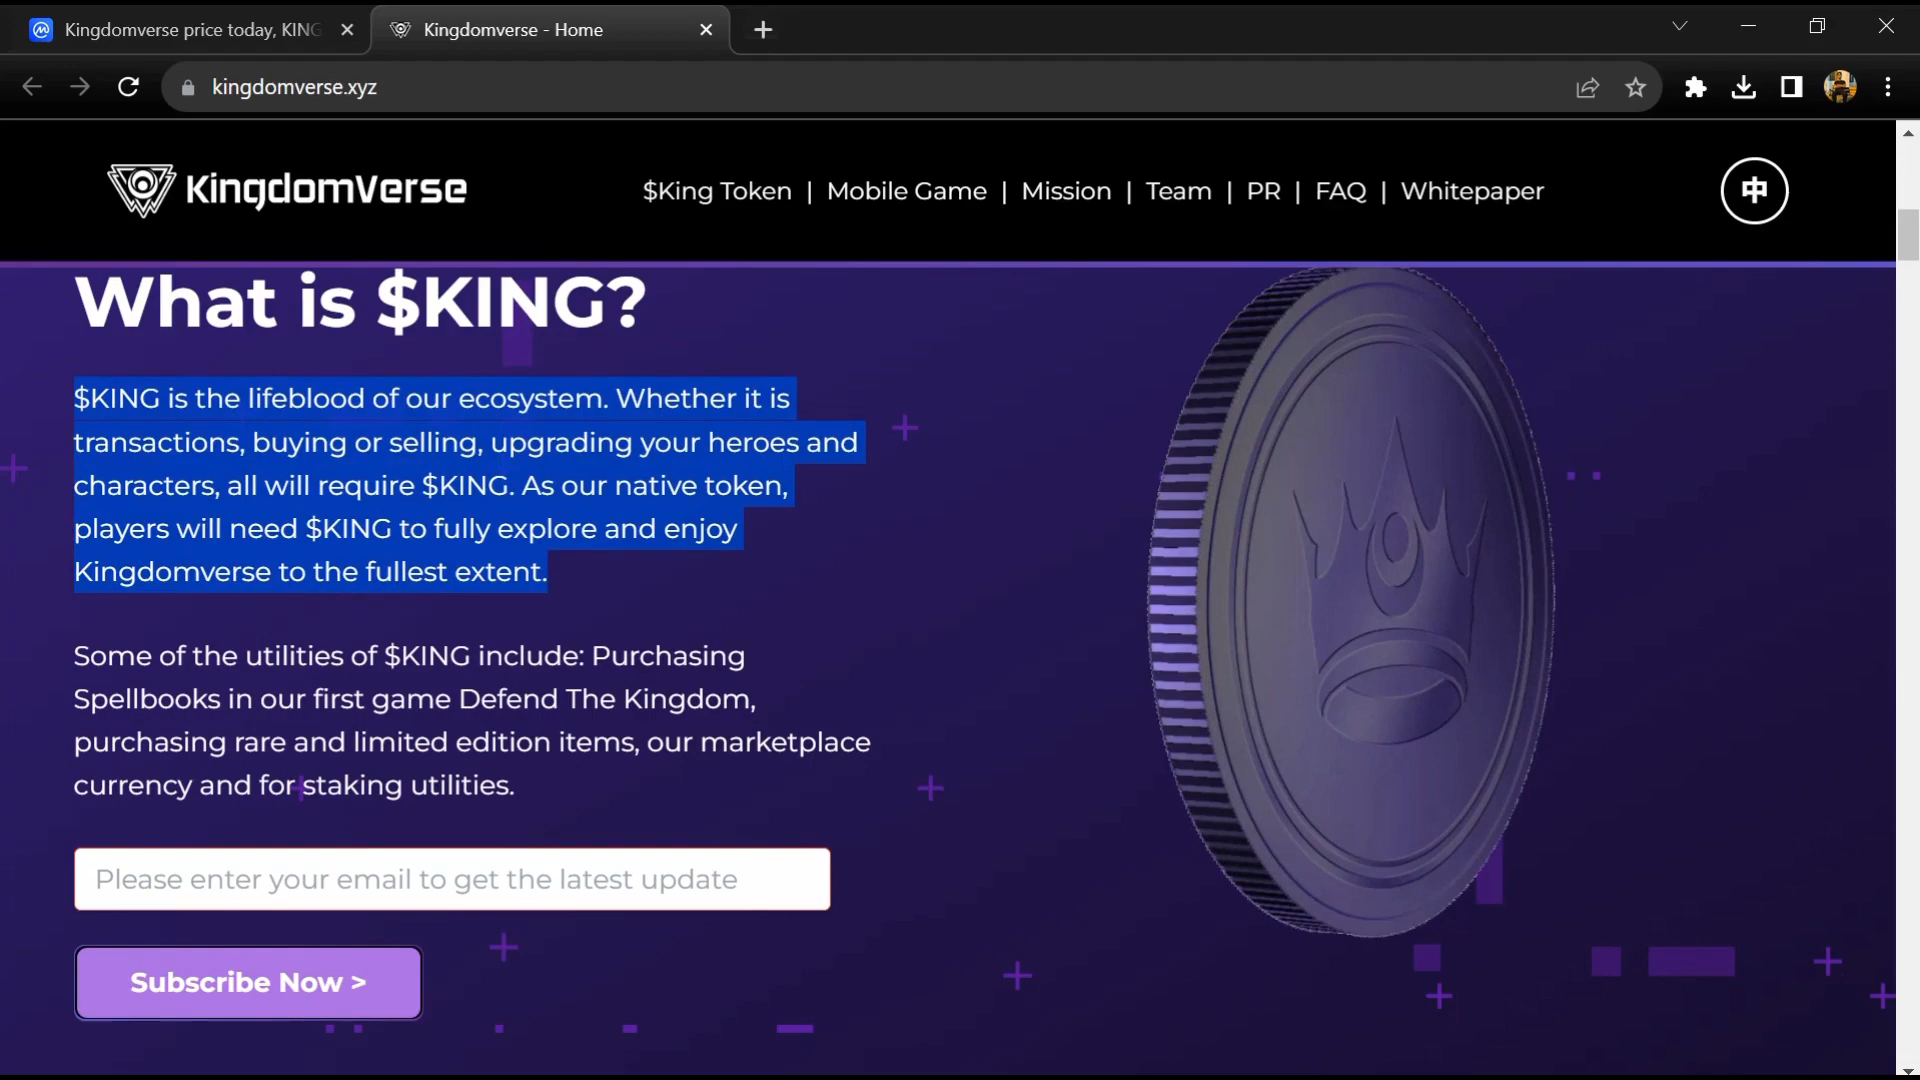 Kingdomverse price today, KING
Kingdomverse - Home
kingdomverse.xyz
KingdomVerse
$King Token | Mobile Game | Mission | Team | PR | FAQ | Whitepaper
中
What is $KING?
$KING is the lifeblood of our ecosystem. Whether it is
transactions, buying or selling, upgrading your heroes and
characters, all will require $KING. As our native token,
players will need $KING to fully explore and enjoy
Kingdomverse to the fullest extent.
Some of the utilities of $KING include: Purchasing
Spellbooks in our first game Defend The Kingdom,
purchasing rare and limited edition items, our marketplace
currency and for staking utilities.
Please enter your email to get the latest update
Subscribe Now >